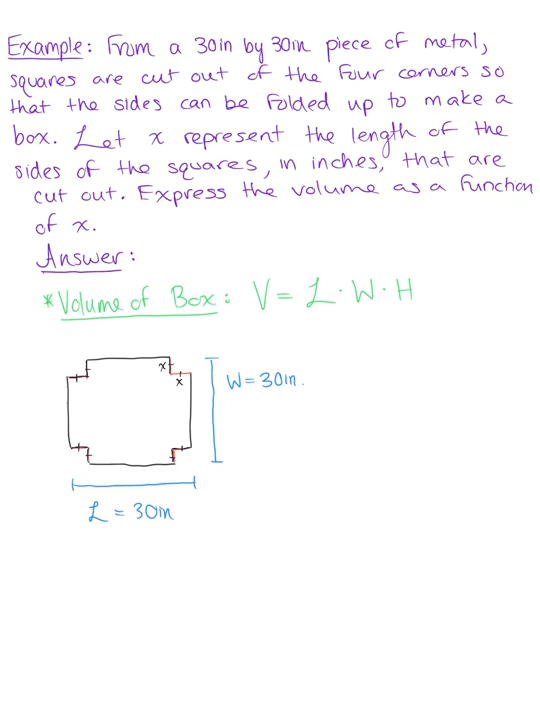 Example: From a 30in by 30in piece of metal,
squares are cut out of the four corners so
that the sides can be folded up to make a
box. Let x represent the length of the
sides of the squares, in inches, that are
cut out. Express the volume as a function
of x.
Answer:
*Volume of Box: V = L · W · H
x
x
W = 30in.
L = 30in